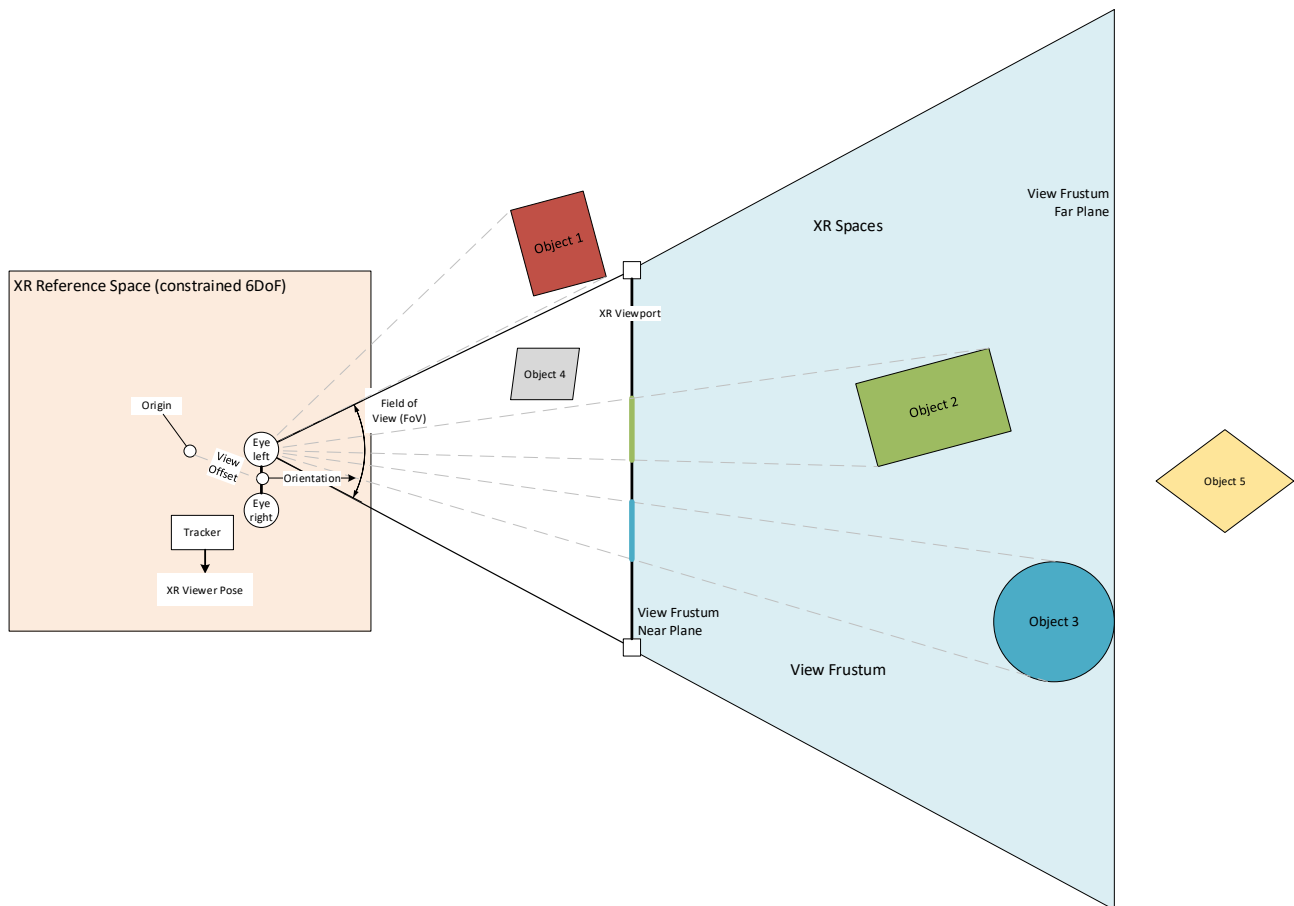 View Frustum
Far Plane
XR Spaces
Object 1
XR Reference Space (constrained 6DoF)
XR Viewport
Object 4
Object 2
Origin
Field of
View (FoV)
Eye
left
View
Offset
Orientation
Object 5
Eye
right
Tracker
XR Viewer Pose
View Frustum
Near Plane
Object 3
View Frustum